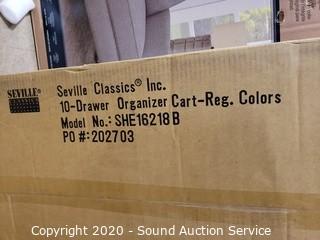 SEVILLE®
CLASSICS
Seville Classics® Inc.
10-Drawer Organizer Cart-Reg. Colors
Model No.: SHE16218B
PO #: 202703
Copyright 2020 - Sound Auction Service